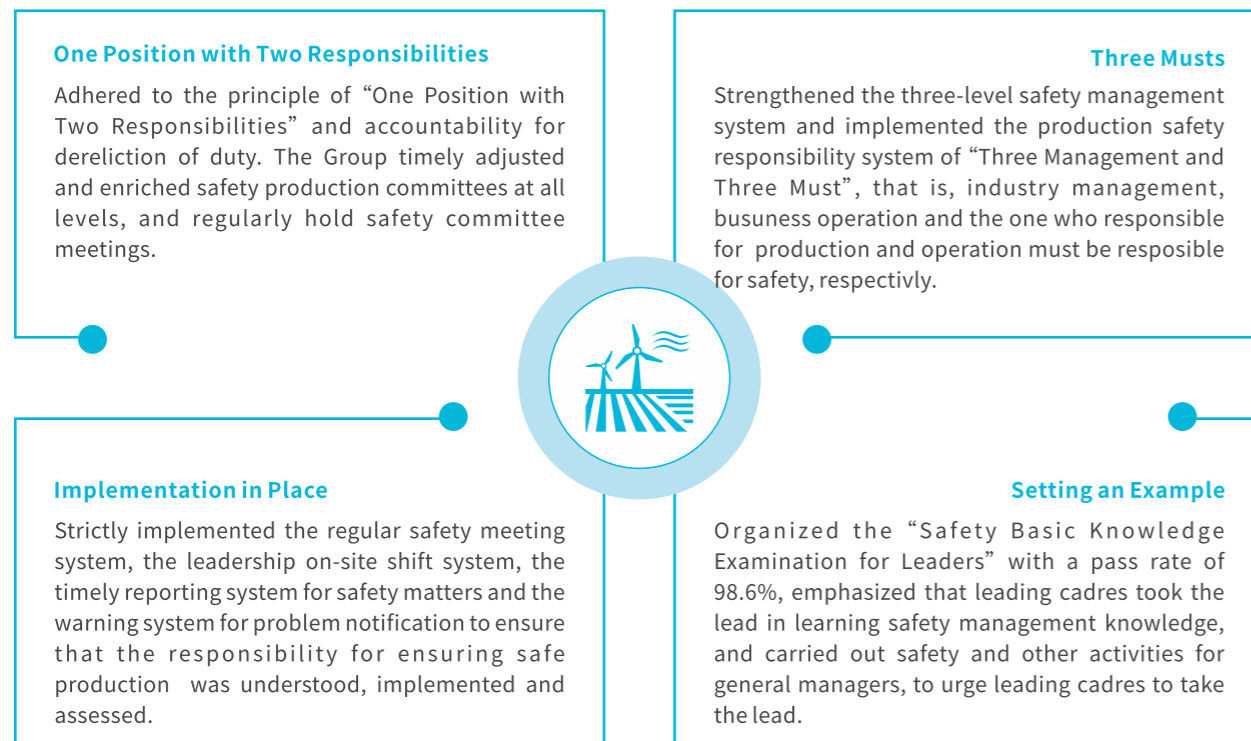 One Position with Two Responsibilities
Adhered to the principle of “One Position with
Two Responsibilities” and accountability for
dereliction of duty. The Group timely adjusted
and enriched safety production committees at all
levels, and regularly hold safety committee
meetings.
Three Musts
Strengthened the three-level safety management
system and implemented the production safety
responsibility system of “Three Management and
Three Must”, that is, industry management,
busuness operation and the one who responsible
for production and operation must be resposible
for safety, respectivly.
Implementation in Place
Strictly implemented the regular safety meeting
system, the leadership on-site shift system, the
timely reporting system for safety matters and the
warning system for problem notification to ensure
that the responsibility for ensuring safe
production was understood, implemented and
assessed.
Setting an Example
Organized the “Safety Basic Knowledge
Examination for Leaders” with a pass rate of
98.6%, emphasized that leading cadres took the
lead in learning safety management knowledge,
and carried out safety and other activities for
general managers, to urge leading cadres to take
the lead.